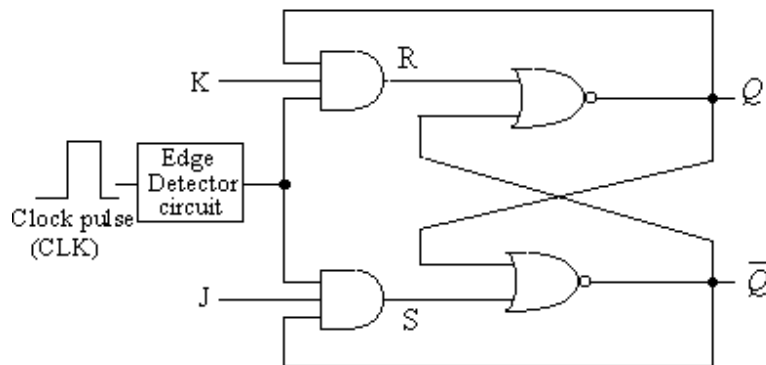 R
K
Q
Edge
Detector
circuit
Clock pulse
(CLK)
J
S
Q̅